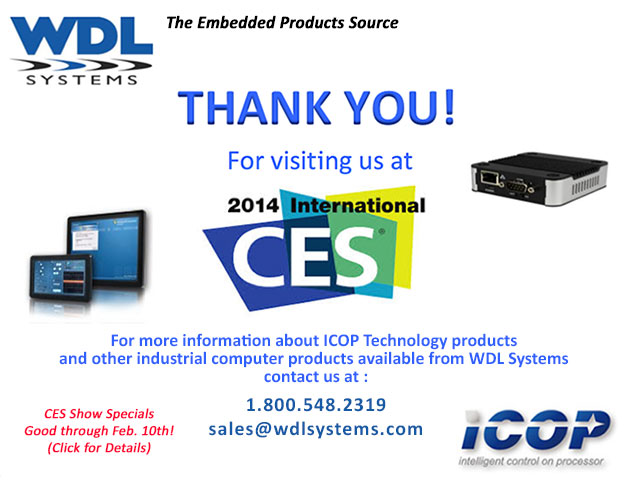 WDL
SYSTEMS
The Embedded Products Source
THANK YOU!
For visiting us at
2014 International
CES®
For more information about ICOP Technology products
and other industrial computer products available from WDL Systems
contact us at :
1.800.548.2319
sales@wdlsystems.com
CES Show Specials
Good through Feb. 10th!
(Click for Details)
iCOP
intelligent control on processor